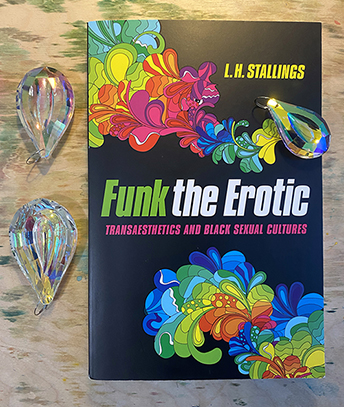 L. H. STALLINGS
Funk the Erotic
TRANSAESTHETICS AND BLACK SEXUAL CULTURES